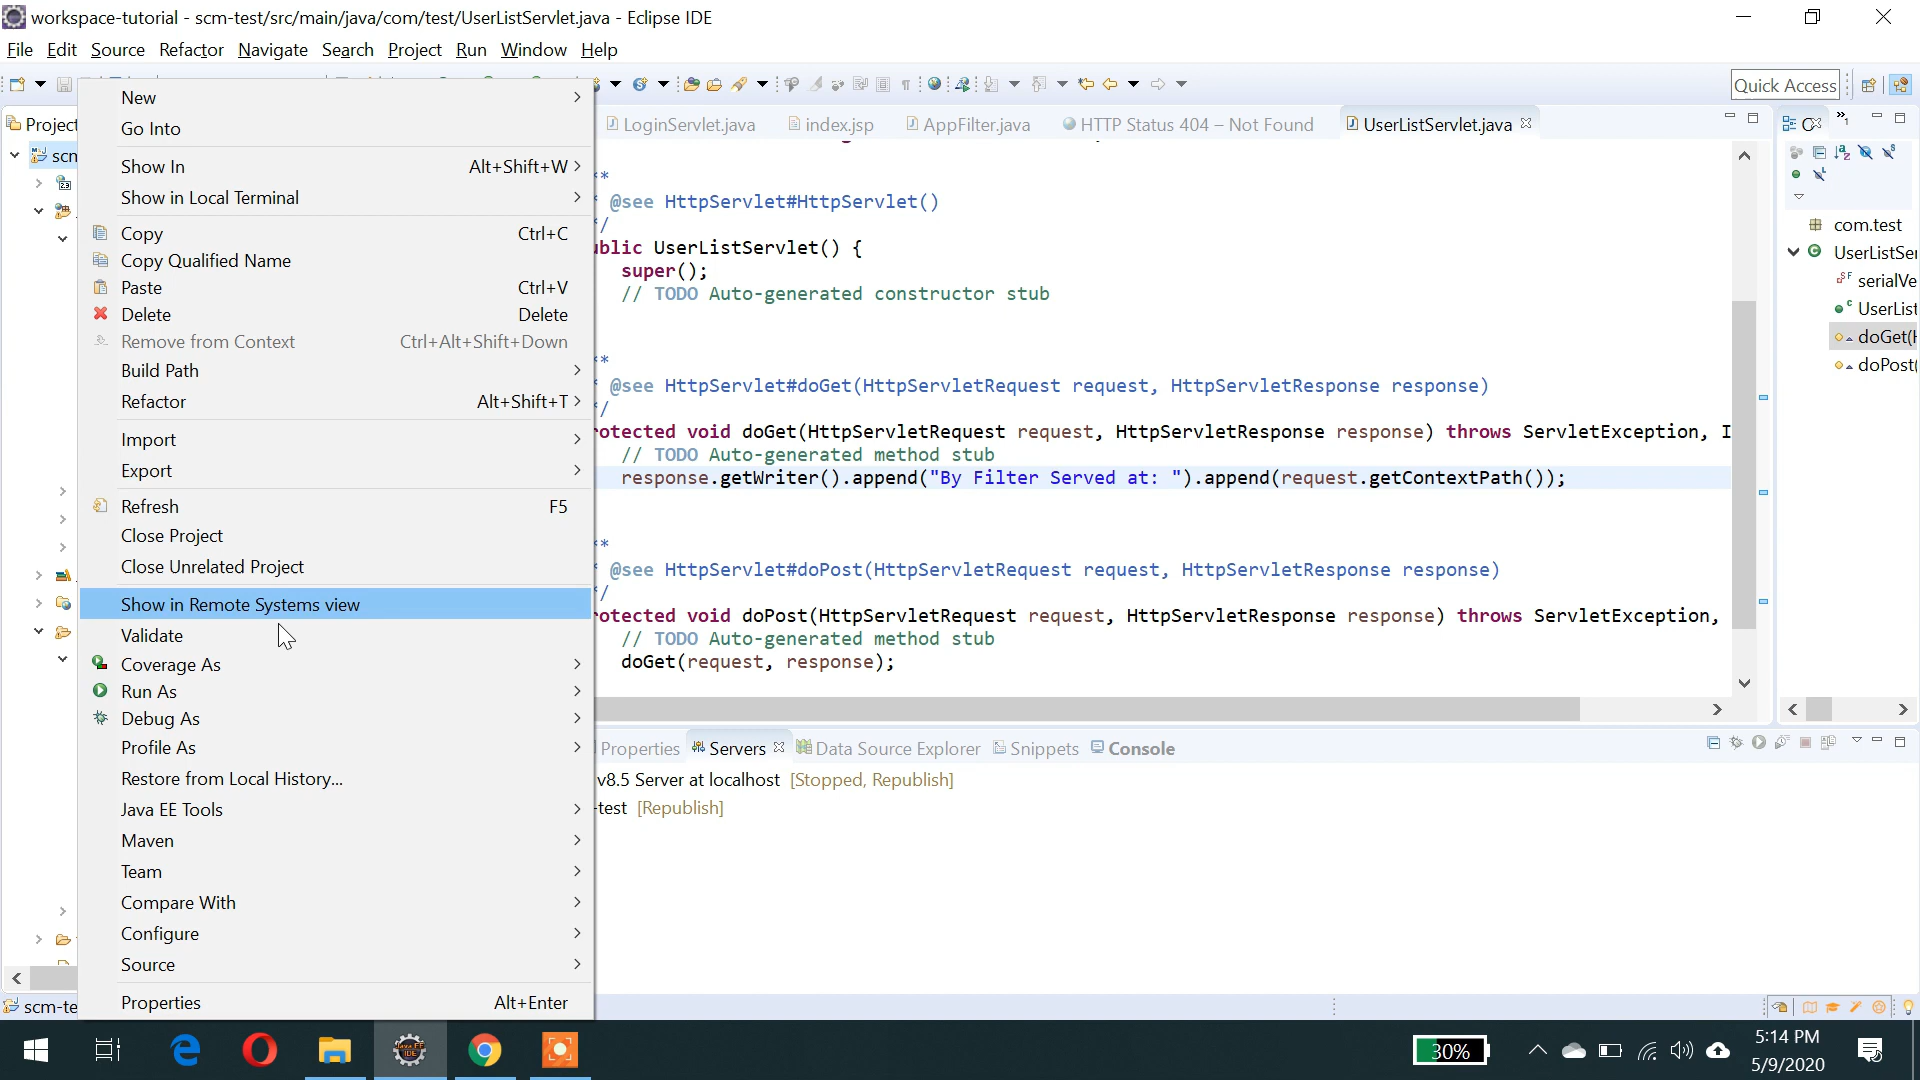 workspace-tutorial - scm-test/src/main/java/com/test/UserListServlet.java - Eclipse IDE
File Edit Source Refactor Navigate Search Project Run Window Help
Quick Access
Project
scm
New
Go Into
Show In Alt+Shift+W
Show in Local Terminal
Copy Ctrl+C
Copy Qualified Name
Paste Ctrl+V
Delete Delete
Remove from Context Ctrl+Alt+Shift+Down
Build Path
Refactor Alt+Shift+T
Import
Export
Refresh F5
Close Project
Close Unrelated Project
Show in Remote Systems view
Validate
Coverage As
Run As
Debug As
Profile As
Restore from Local History...
Java EE Tools
Maven
Team
Compare With
Configure
Source
Properties Alt+Enter
LoginServlet.java index.jsp AppFilter.java HTTP Status 404 – Not Found UserListServlet.java
**
* @see HttpServlet#HttpServlet()
*/
ublic UserListServlet() {
super();
// TODO Auto-generated constructor stub
**
* @see HttpServlet#doGet(HttpServletRequest request, HttpServletResponse response)
*/
rotected void doGet(HttpServletRequest request, HttpServletResponse response) throws ServletException, I
// TODO Auto-generated method stub
response.getWriter().append("By Filter Served at: ").append(request.getContextPath());
**
* @see HttpServlet#doPost(HttpServletRequest request, HttpServletResponse response)
*/
rotected void doPost(HttpServletRequest request, HttpServletResponse response) throws ServletException,
// TODO Auto-generated method stub
doGet(request, response);
com.test
UserListSer
serialVe
UserList
doGet(H
doPost(
Properties Servers Data Source Explorer Snippets Console
v8.5 Server at localhost [Stopped, Republish]
-test [Republish]
scm-te
30%
5:14 PM
5/9/2020